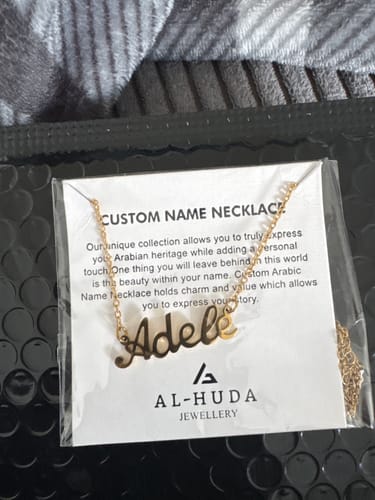 CUSTOM NAME NECKLACE
Our unique collection allows you to truly express
your Arabian heritage while adding a personal
touch. One thing you will leave behind in this world
is the beauty within your name. Custom Arabic
Name Necklace holds charm and value which allows
you to express your story.
Adele
AL-HUDA
JEWELLERY